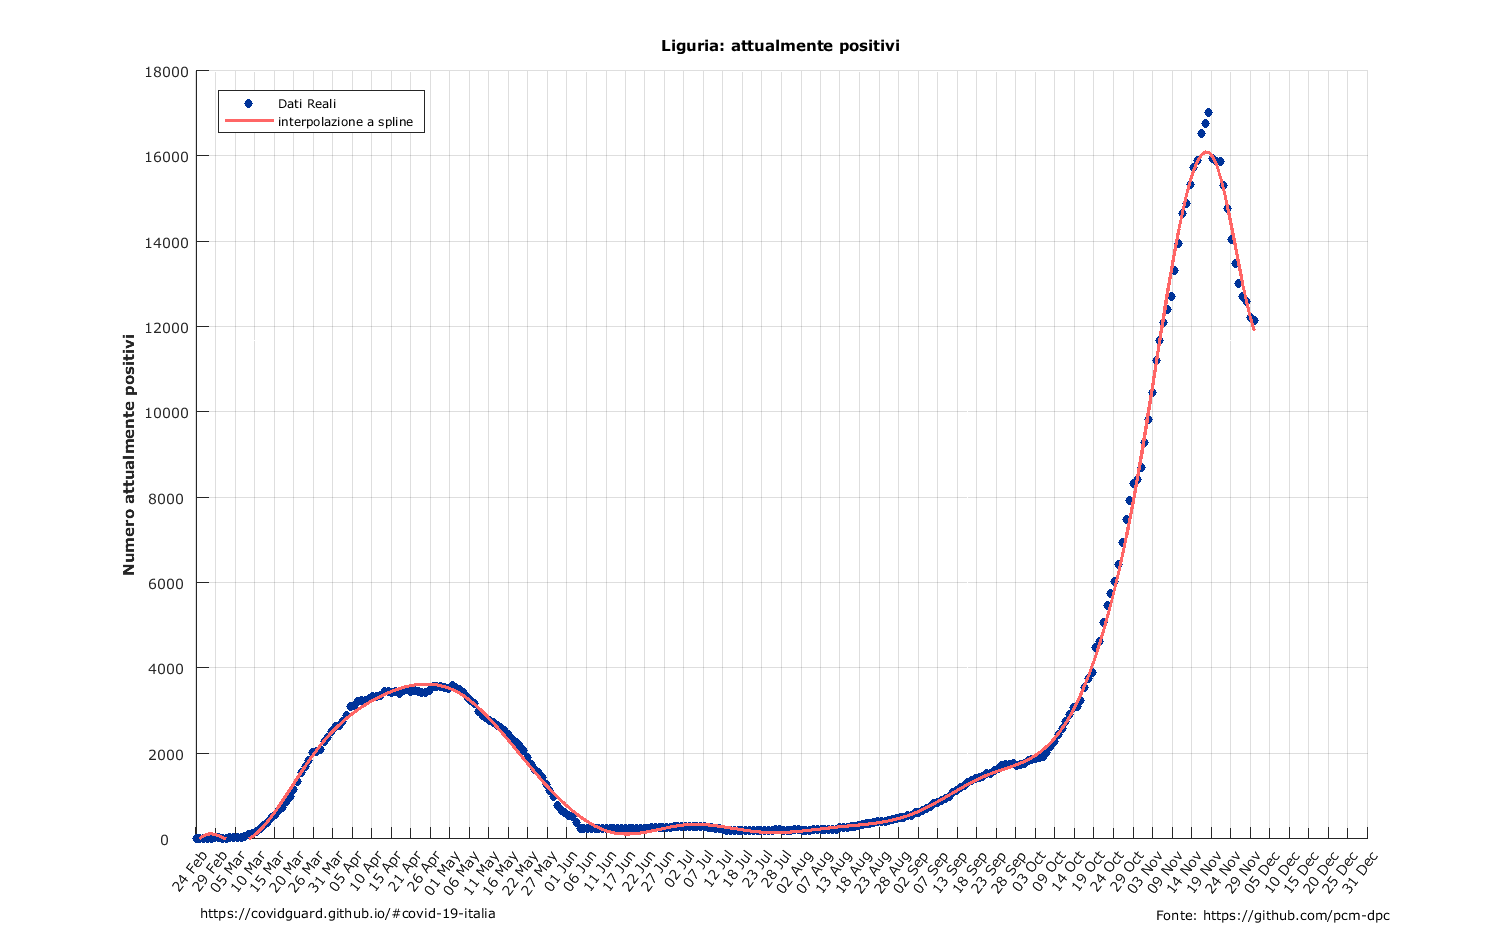 Liguria: attualmente positivi
Dati Reali
interpolazione a spline
Numero attualmente positivi
18000
16000
14000
12000
10000
8000
6000
4000
2000
0
24 Feb
29 Feb
05 Mar
10 Mar
15 Mar
20 Mar
26 Mar
31 Mar
05 Apr
10 Apr
15 Apr
21 Apr
26 Apr
01 May
06 May
11 May
16 May
22 May
27 May
01 Jun
06 Jun
11 Jun
17 Jun
22 Jun
27 Jun
02 Jul
07 Jul
12 Jul
18 Jul
23 Jul
28 Jul
02 Aug
07 Aug
13 Aug
18 Aug
23 Aug
28 Aug
02 Sep
07 Sep
13 Sep
18 Sep
23 Sep
28 Sep
03 Oct
09 Oct
14 Oct
19 Oct
24 Oct
29 Oct
03 Nov
09 Nov
14 Nov
19 Nov
24 Nov
29 Nov
05 Dec
10 Dec
15 Dec
20 Dec
25 Dec
31 Dec
https://covidguard.github.io/#covid-19-italia
Fonte: https://github.com/pcm-dpc